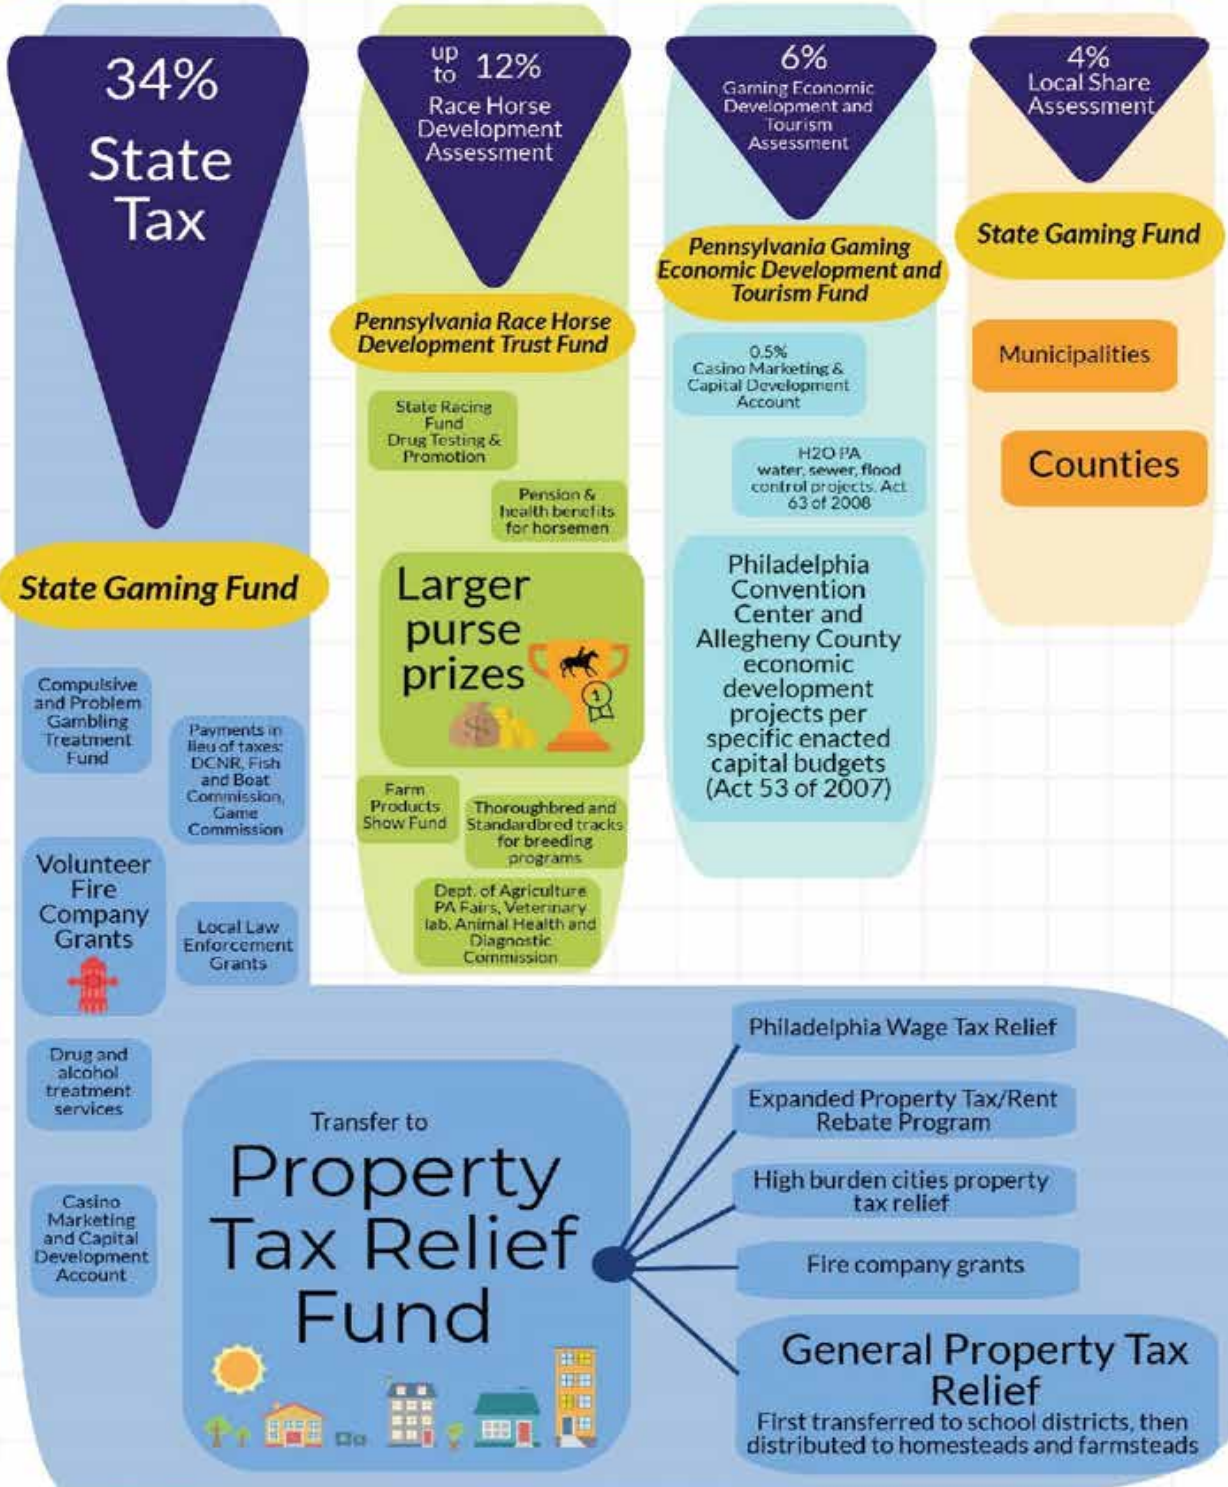 34%
State
Tax
State Gaming Fund
Compulsive
and Problem
Gambling
Treatment
Fund
Payments in
lieu of taxes:
DCNR, Fish
and Boat
Commission,
Game
Commission
Volunteer
Fire
Company
Grants
Local Law
Enforcement
Grants
Drug and
alcohol
treatment
services
Casino
Marketing
and Capital
Development
Account
up
to 12%
Race Horse
Development
Assessment
Pennsylvania Race Horse
Development Trust Fund
State Racing
Fund
Drug Testing &
Promotion
Pension &
health benefits
for horsemen
Larger
purse
prizes
$
1
Farm
Products
Show Fund
Thoroughbred and
Standardbred tracks
for breeding
programs
Dept. of Agriculture
PA Fairs, Veterinary
lab, Animal Health and
Diagnostic
Commission
6%
Gaming Economic
Development and
Tourism
Assessment
Pennsylvania Gaming
Economic Development and
Tourism Fund
0.5%
Casino Marketing &
Capital Development
Account
H2O PA
water, sewer, flood
control projects. Act
63 of 2008
Philadelphia
Convention
Center and
Allegheny County
economic
development
projects per
specific enacted
capital budgets
(Act 53 of 2007)
4%
Local Share
Assessment
State Gaming Fund
Municipalities
Counties
Transfer to
Property
Tax Relief
Fund
Philadelphia Wage Tax Relief
Expanded Property Tax/Rent
Rebate Program
High burden cities property
tax relief
Fire company grants
General Property Tax
Relief
First transferred to school districts, then
distributed to homesteads and farmsteads